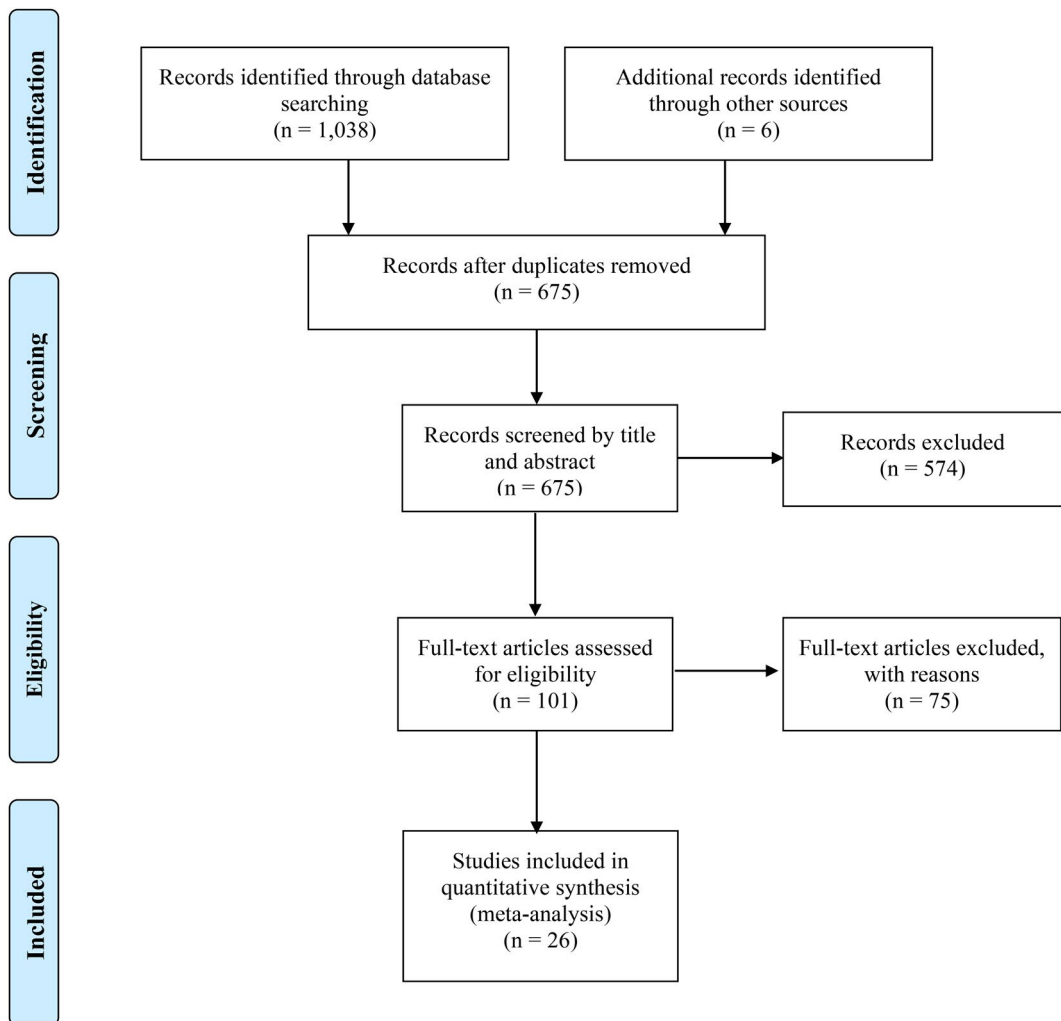 Identification
Records identified through database
searching
(n = 1,038)
Additional records identified
through other sources
(n = 6)
Records after duplicates removed
(n = 675)
Screening
Records screened by title
and abstract
(n = 675)
Records excluded
(n = 574)
Eligibility
Full-text articles assessed
for eligibility
(n = 101)
Full-text articles excluded,
with reasons
(n = 75)
Included
Studies included in
quantitative synthesis
(meta-analysis)
(n = 26)